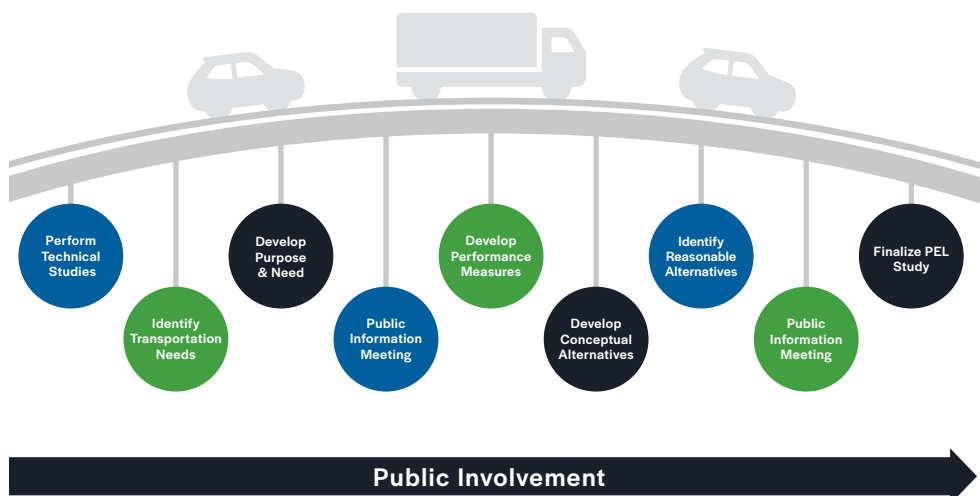 Perform
Technical
Studies
Identify
Transportation
Needs
Develop
Purpose
& Need
Public
Information
Meeting
Develop
Performance
Measures
Develop
Conceptual
Alternatives
Identify
Reasonable
Alternatives
Public
Information
Meeting
Finalize PEL
Study
Public Involvement